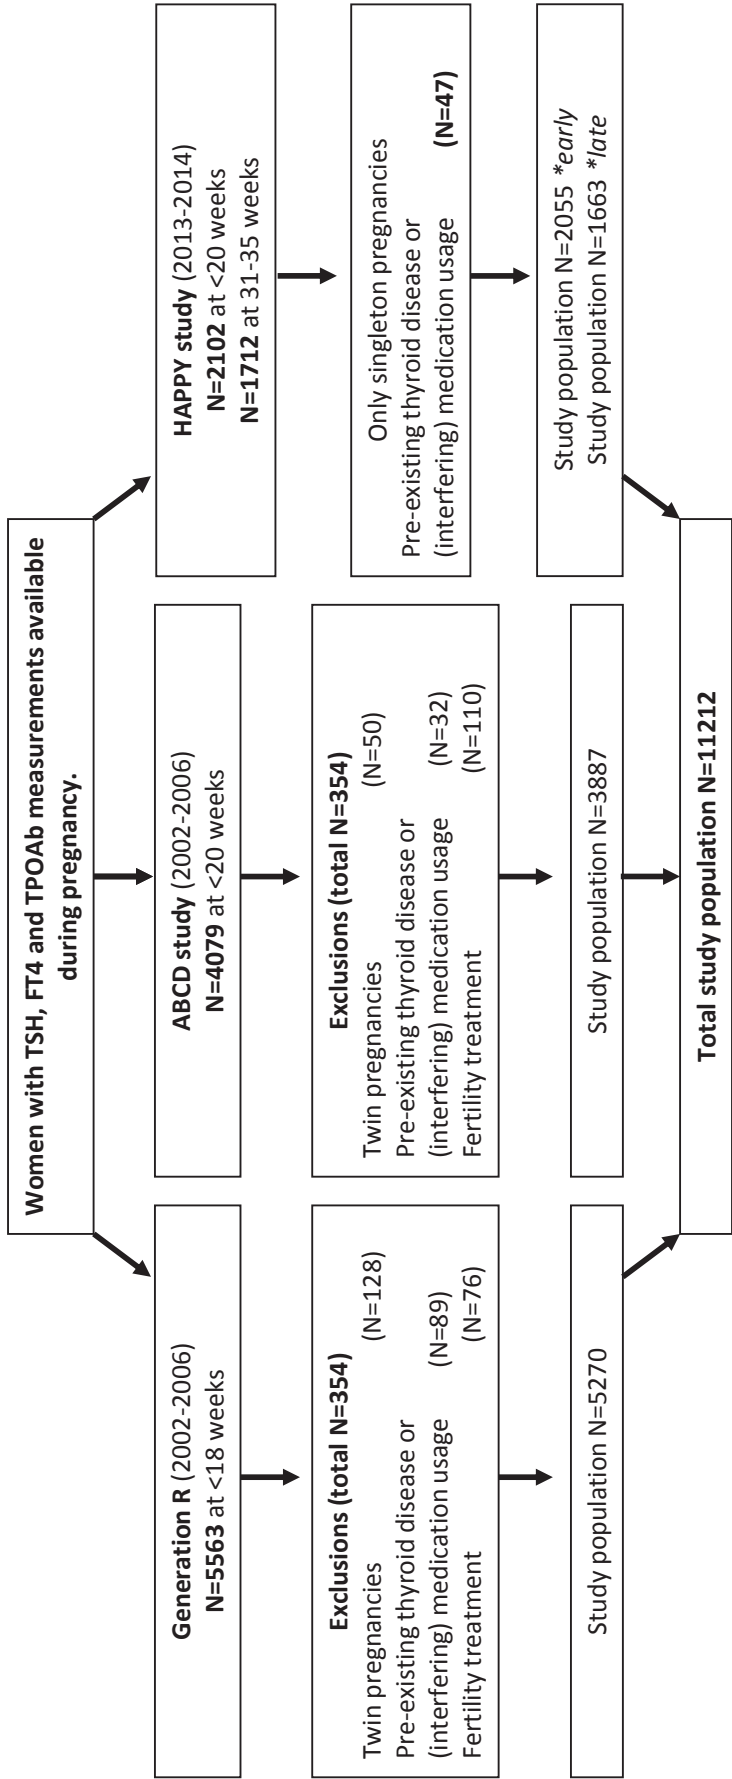 Women with TSH, FT4 and TPOAb measurements available
during pregnancy.
Generation R (2002-2006)
N=5563 at <18 weeks
Exclusions (total N=354)
Twin pregnancies (N=128)
Pre-existing thyroid disease or
(interfering) medication usage (N=89)
Fertility treatment (N=76)
Study population N=5270
ABCD study (2002-2006)
N=4079 at <20 weeks
Exclusions (total N=354)
Twin pregnancies (N=50)
Pre-existing thyroid disease or
(interfering) medication usage (N=32)
Fertility treatment (N=110)
Study population N=3887
HAPPY study (2013-2014)
N=2102 at <20 weeks
N=1712 at 31-35 weeks
Only singleton pregnancies
Pre-existing thyroid disease or
(interfering) medication usage (N=47)
Study population N=2055 *early
Study population N=1663 *late
Total study population N=11212